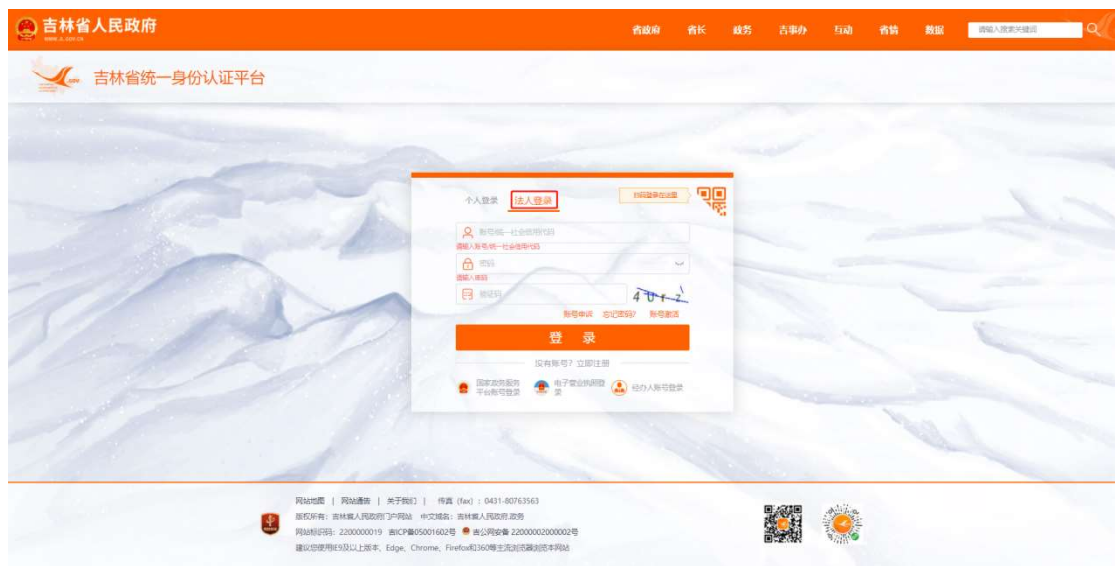 吉林省人民政府
WWW.JL.GOV.CN
省政府 省长 政务 吉事办 互动 省情 数据 请输入搜索关键词
.GOV 吉林省统一身份认证平台
个人登录 法人登录 扫码登录在这里
账号/统一社会信用代码
请输入账号/统一社会信用代码
密码
请输入密码
验证码 4Urz
账号申诉 忘记密码? 账号激活
登 录
没有账号？立即注册
国家政务服务平台账号登录 电子营业执照登录 经办人账号登录
网站地图 | 网站通告 | 关于我们 | 传真 (fax) : 0431-80763563
版权所有: 吉林省人民政府门户网站 中文域名: 吉林省人民政府.政务
网站标识码: 2200000019 吉ICP备05001602号 吉公网安备 22000002000002号
建议您使用IE9及以上版本, Edge, Chrome, Firefox和360等主流浏览器浏览本网站